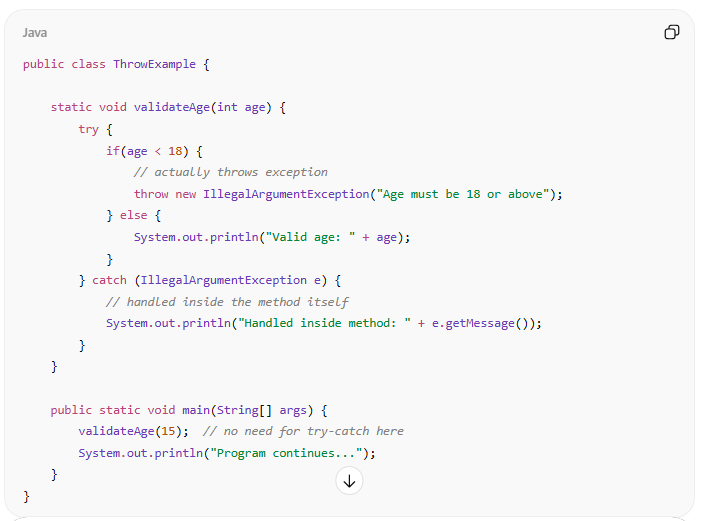 Java
public class ThrowExample {
    static void validateAge(int age) {
        try {
            if(age < 18) {
                // actually throws exception
                throw new IllegalArgumentException("Age must be 18 or above");
            } else {
                System.out.println("Valid age: " + age);
            }
        } catch (IllegalArgumentException e) {
            // handled inside the method itself
            System.out.println("Handled inside method: " + e.getMessage());
        }
    }
    public static void main(String[] args) {
        validateAge(15);  // no need for try-catch here
        System.out.println("Program continues...");
    }
}